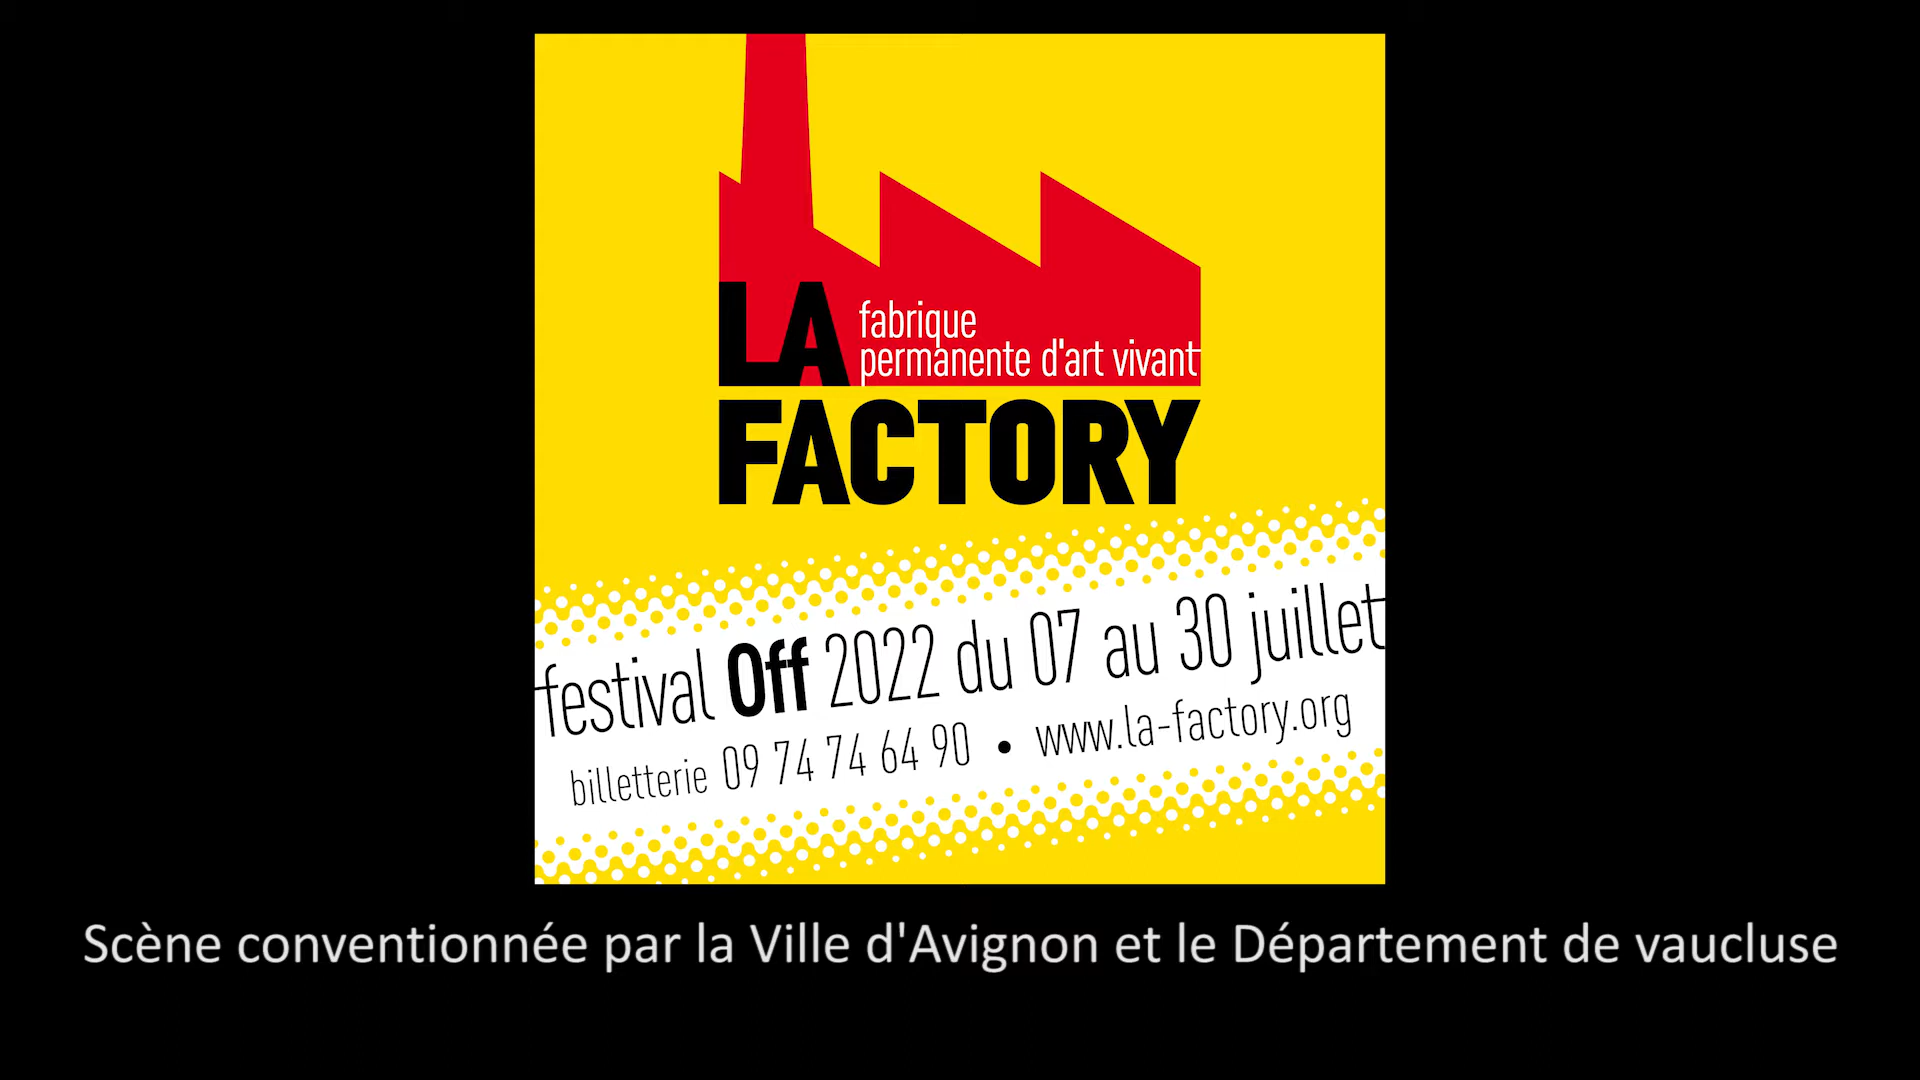 LA
fabrique
permanente d'art vivant
FACTORY
festival Off 2022 du 07 au 30 juillet
billetterie 09 74 74 64 90 • www.la-factory.org
Scène conventionnée par la Ville d'Avignon et le Département de vaucluse